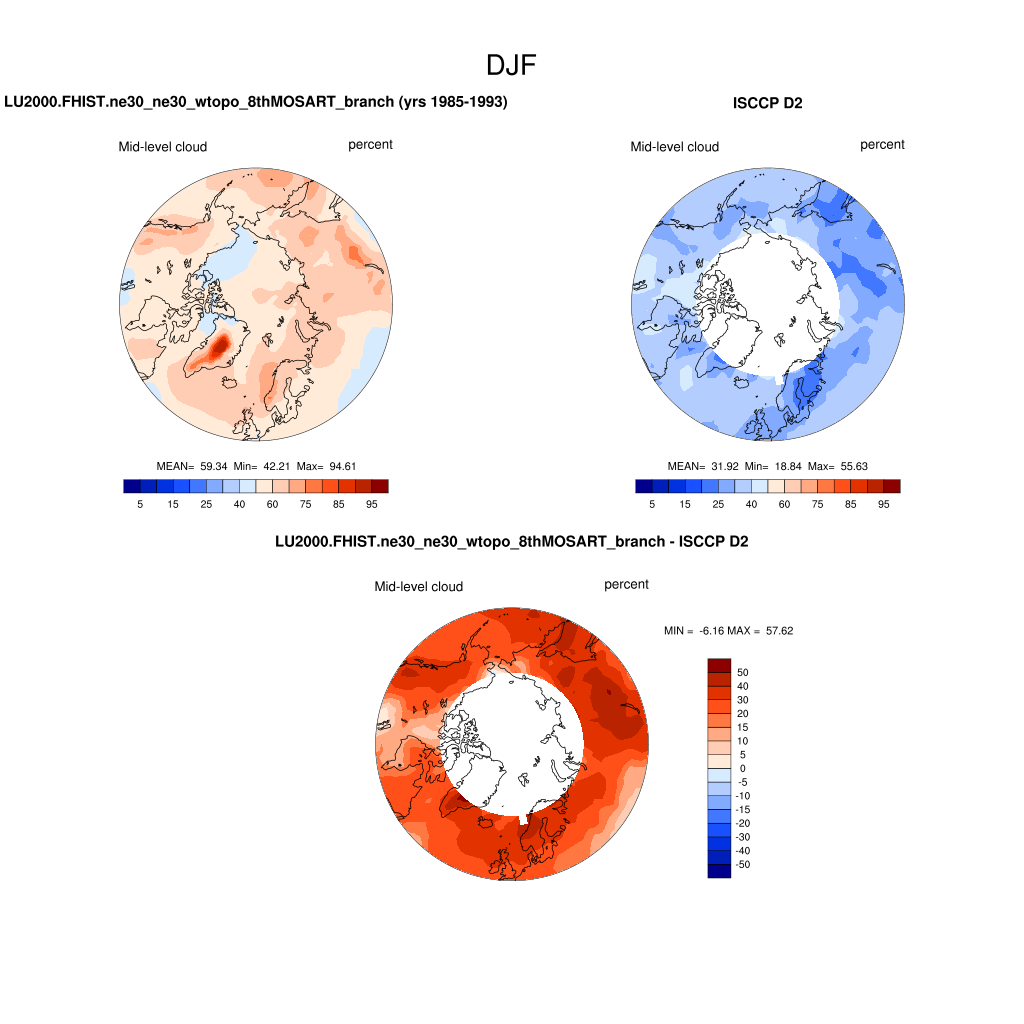 DJF
LU2000.FHIST.ne30_ne30_wtopo_8thMOSART_branch (yrs 1985-1993)
ISCCP D2
Mid-level cloud percent
Mid-level cloud percent
MEAN= 59.34 Min= 42.21 Max= 94.61
MEAN= 31.92 Min= 18.84 Max= 55.63
5 15 25 40 60 75 85 95
5 15 25 40 60 75 85 95
LU2000.FHIST.ne30_ne30_wtopo_8thMOSART_branch - ISCCP D2
Mid-level cloud percent
MIN = -6.16 MAX = 57.62
50
40
30
20
15
10
5
0
-5
-10
-15
-20
-30
-40
-50